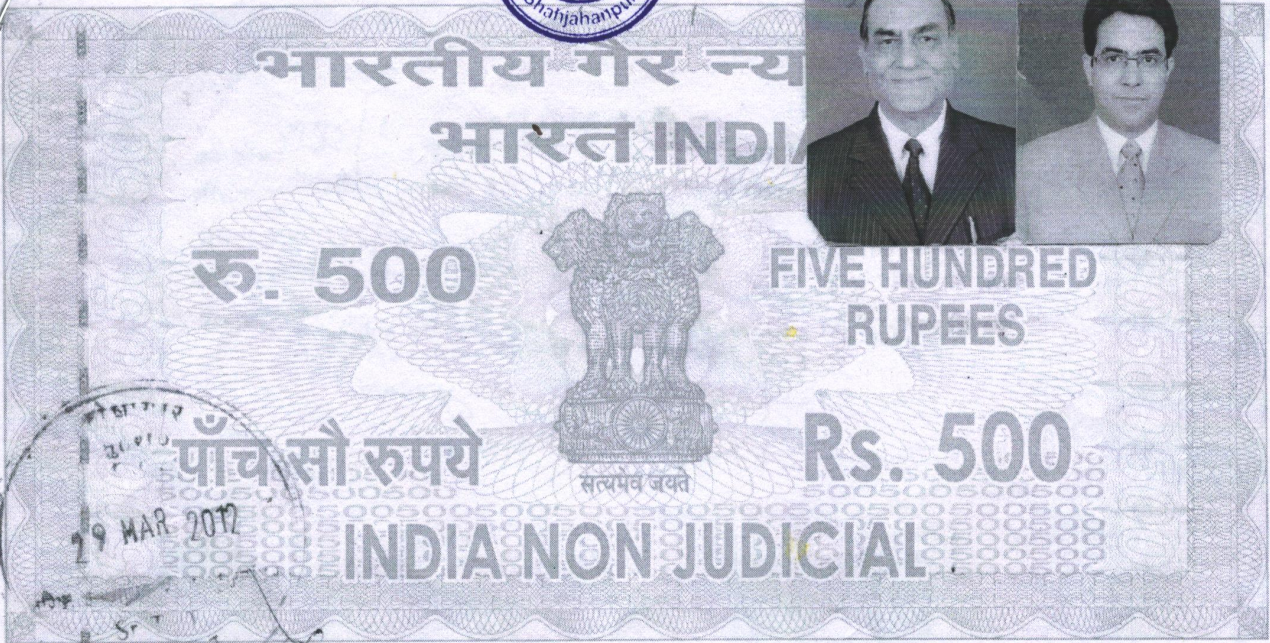 Shahjahanpur
भारतीय गैर न्य
भारत INDIA
रु. 500
FIVE HUNDRED
RUPEES
पाँच सौ रुपये
Rs. 500
सत्यमेव जयते
29 MAR 2012
INDIA NON JUDICIAL